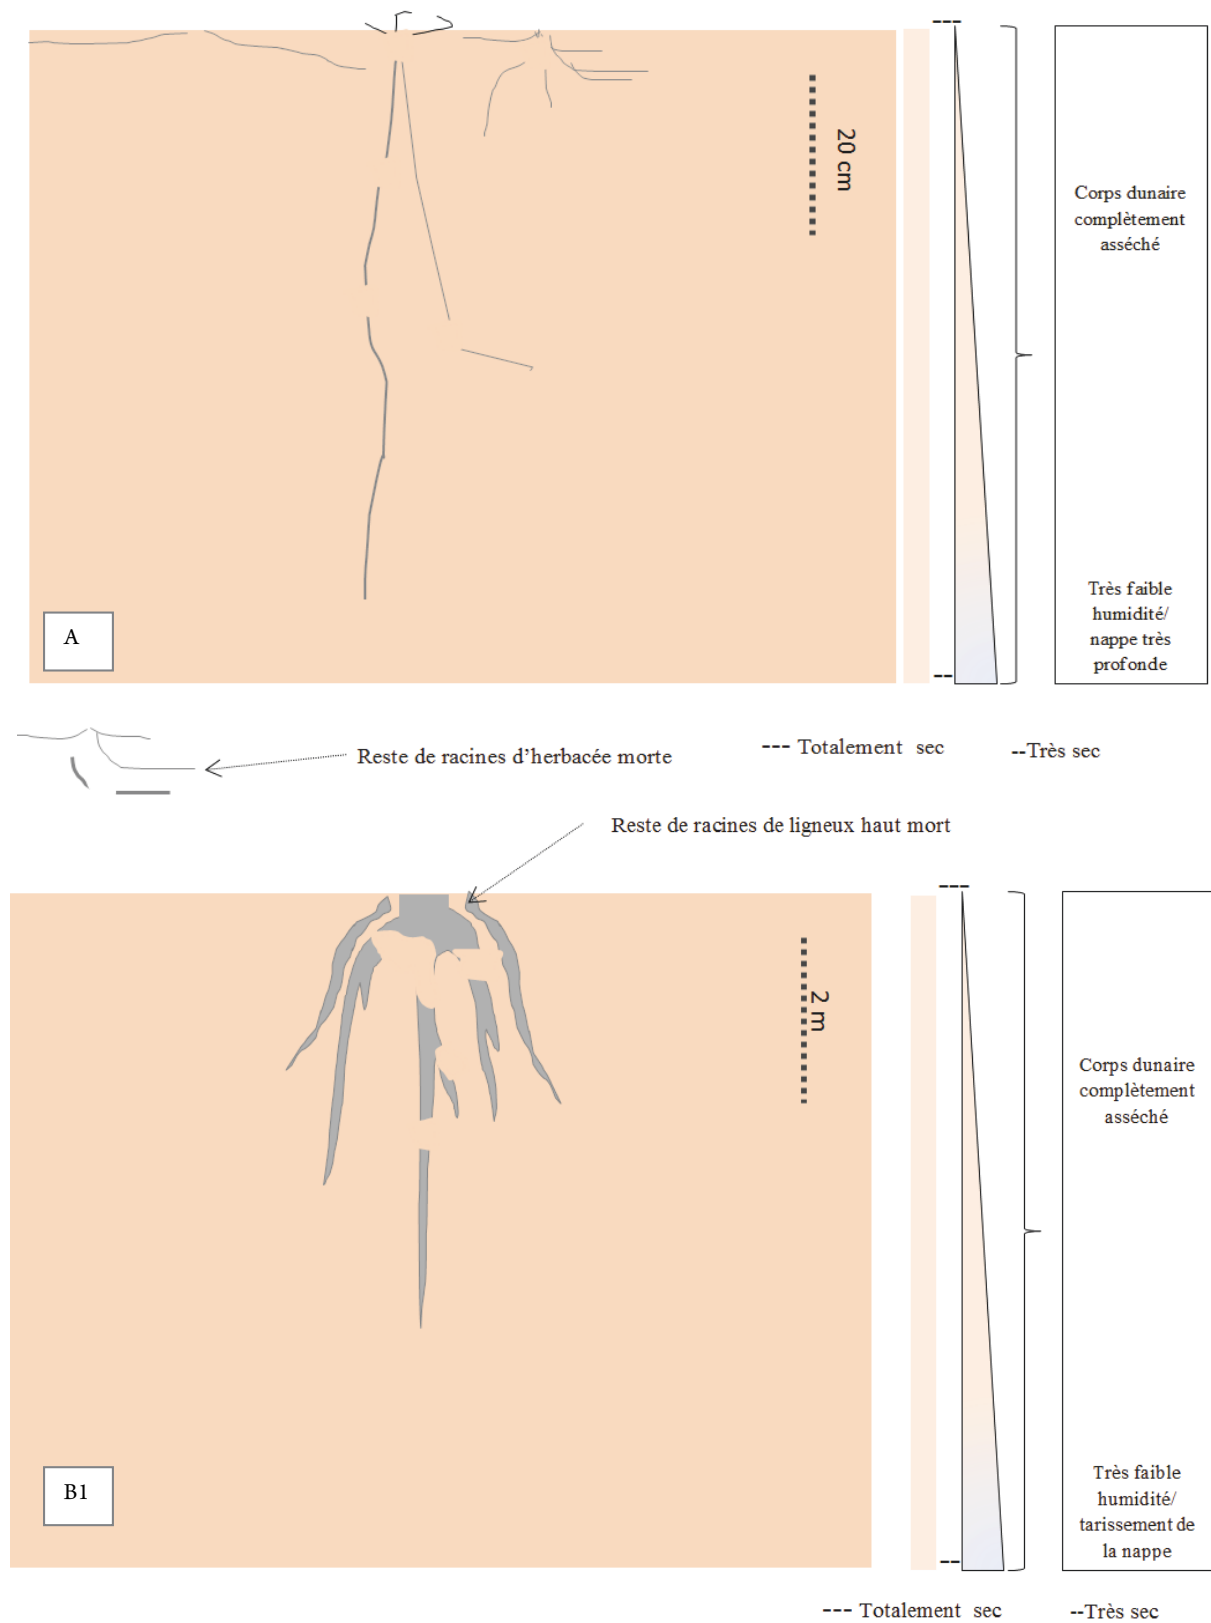 ---
20 cm
Corps dunaire
complètement
asséché
Très faible
humidité/
nappe très
profonde
A
--
Reste de racines d'herbacée morte
--- Totalement sec
--Très sec
Reste de racines de ligneux haut mort
---
2 m
Corps dunaire
complètement
asséché
Très faible
humidité/
tarissement de
la nappe
B1
--
--- Totalement sec
--Très sec